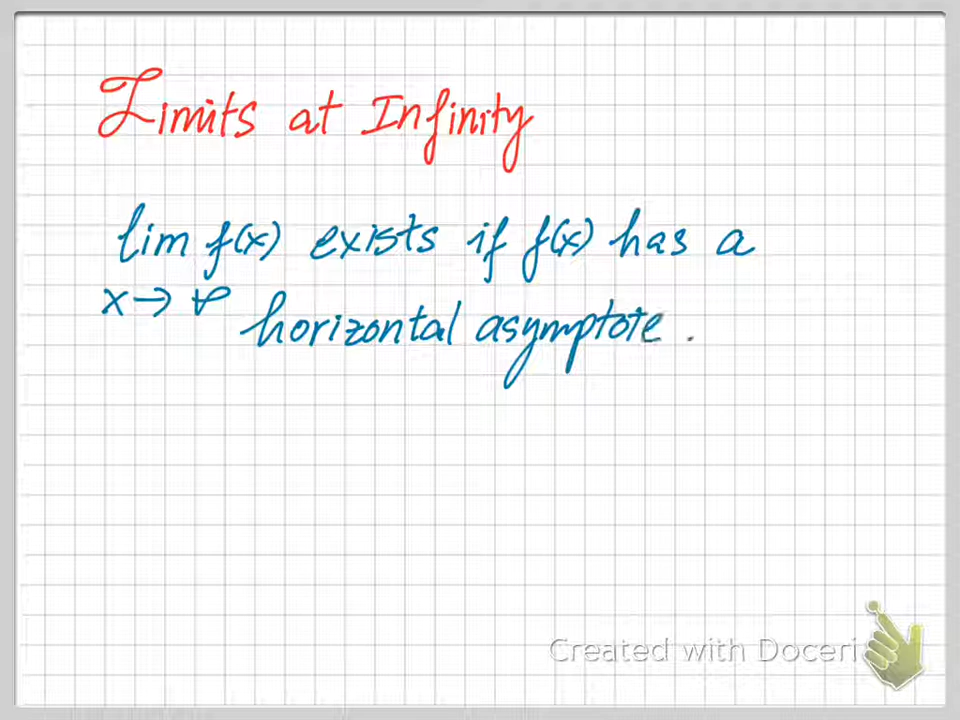 Limits at Infinity
lim f(x) exists if f(x) has a
x→ horizontal asymptote.
Created with Doceri